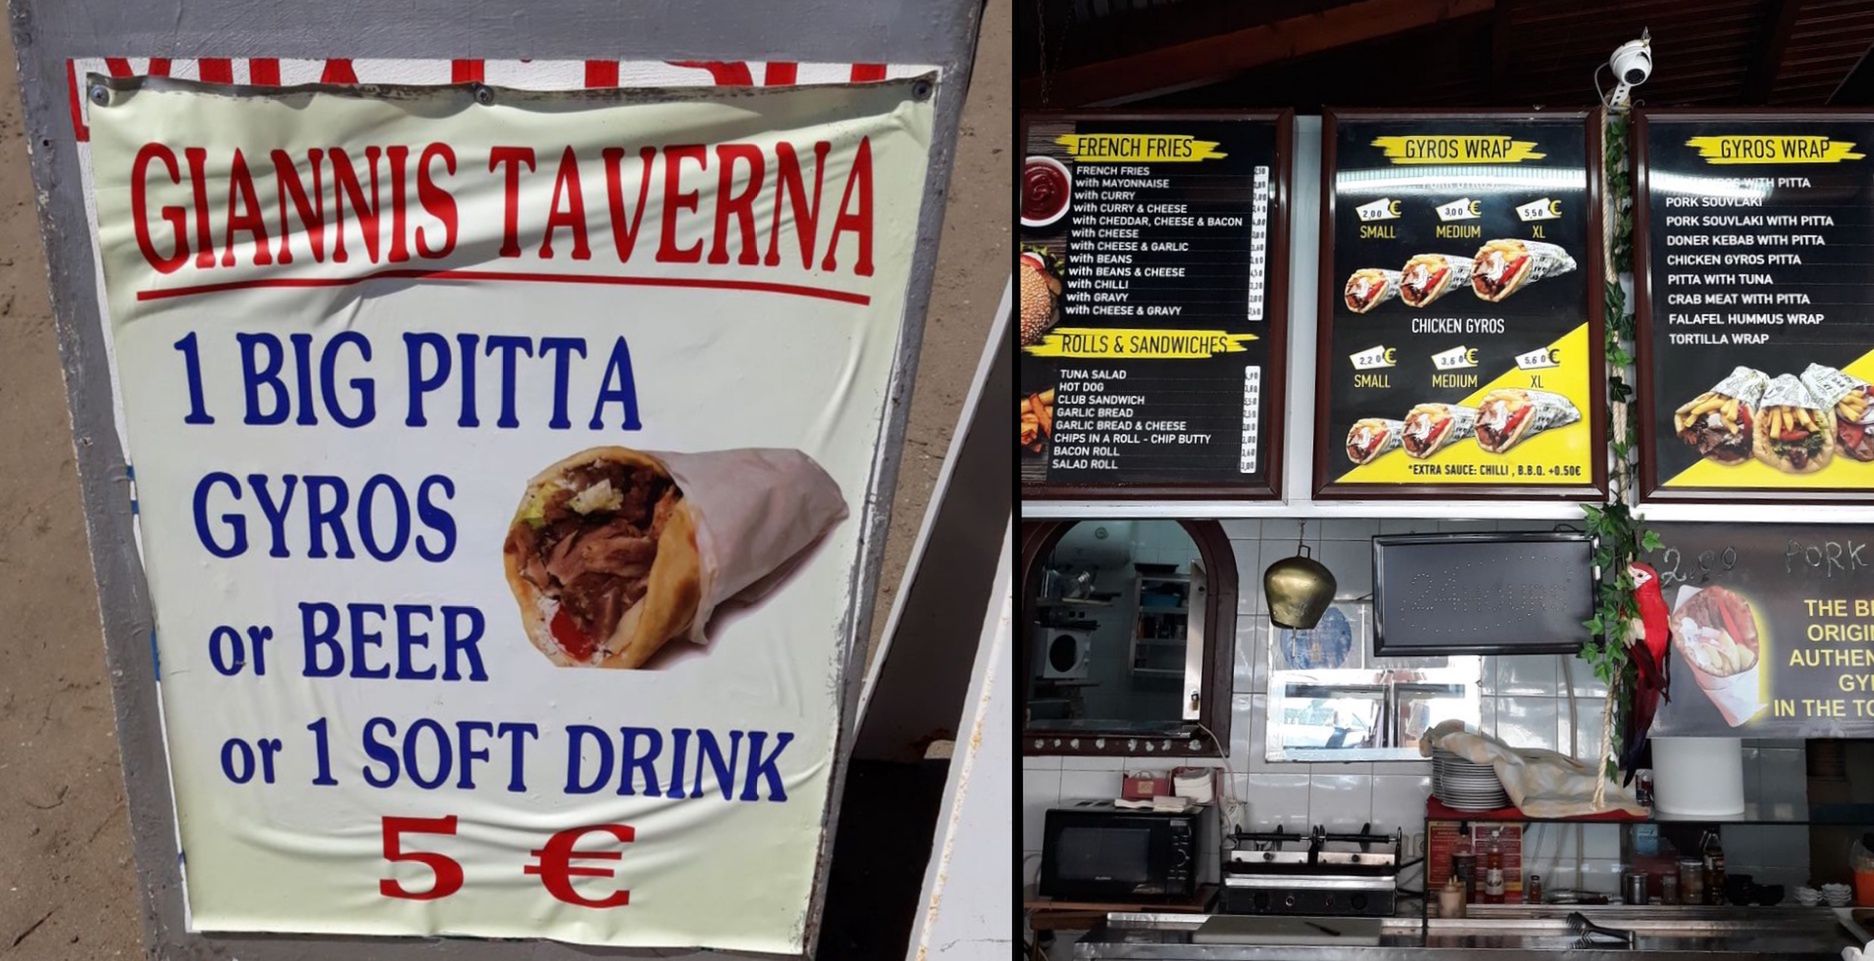 GIANNIS TAVERNA
1 BIG PITTA
GYROS
or BEER
or 1 SOFT DRINK
5 €
FRENCH FRIES
FRENCH FRIES
with MAYONNAISE
with CURRY
with CURRY & CHEESE
with CHEDDAR, CHEESE & BACON
with CHEESE
with CHEESE & GARLIC
with BEANS
with BEANS & CHEESE
with CHILLI
with GRAVY
with CHEESE & GRAVY
ROLLS & SANDWICHES
TUNA SALAD
HOT DOG
CLUB SANDWICH
GARLIC BREAD
GARLIC BREAD & CHEESE
CHIPS IN A ROLL - CHIP BUTTY
BACON ROLL
SALAD ROLL
GYROS WRAP
2,00 € 3,00 € 5,50 €
SMALL MEDIUM XL
CHICKEN GYROS
2,20 € 3,60 € 5,60 €
SMALL MEDIUM XL
*EXTRA SAUCE: CHILLI , B.B.Q. +0.50€
GYROS WRAP
WITH PITTA
PORK SOUVLAKI
PORK SOUVLAKI WITH PITTA
DONER KEBAB WITH PITTA
CHICKEN GYROS PITTA
PITTA WITH TUNA
CRAB MEAT WITH PITTA
FALAFEL HUMMUS WRAP
TORTILLA WRAP
PORK
THE
IN THE